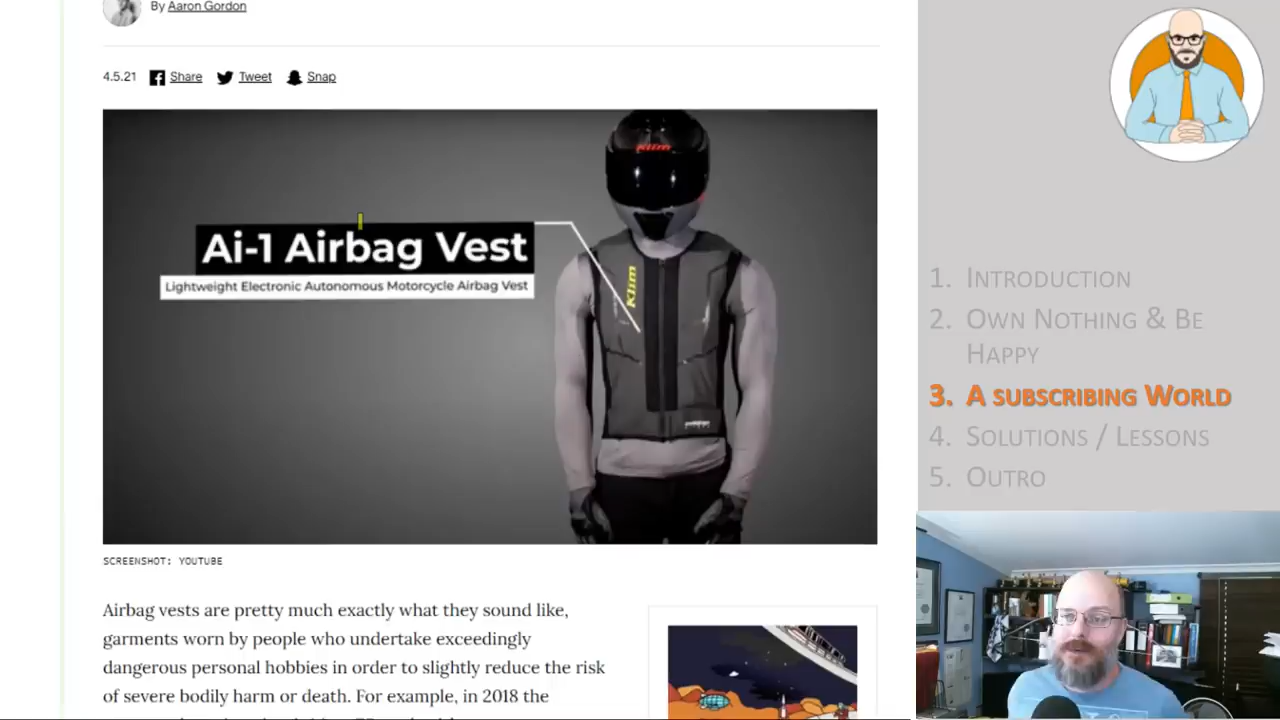 By Aaron Gordon
4.5.21 Share Tweet Snap
Klim
Ai-1 Airbag Vest
Lightweight Electronic Autonomous Motorcycle Airbag Vest
Klim
SCREENSHOT: YOUTUBE
Airbag vests are pretty much exactly what they sound like,
garments worn by people who undertake exceedingly
dangerous personal hobbies in order to slightly reduce the risk
of severe bodily harm or death. For example, in 2018 the
1. INTRODUCTION
2. OWN NOTHING & BE
HAPPY
3. A SUBSCRIBING WORLD
4. SOLUTIONS / LESSONS
5. OUTRO